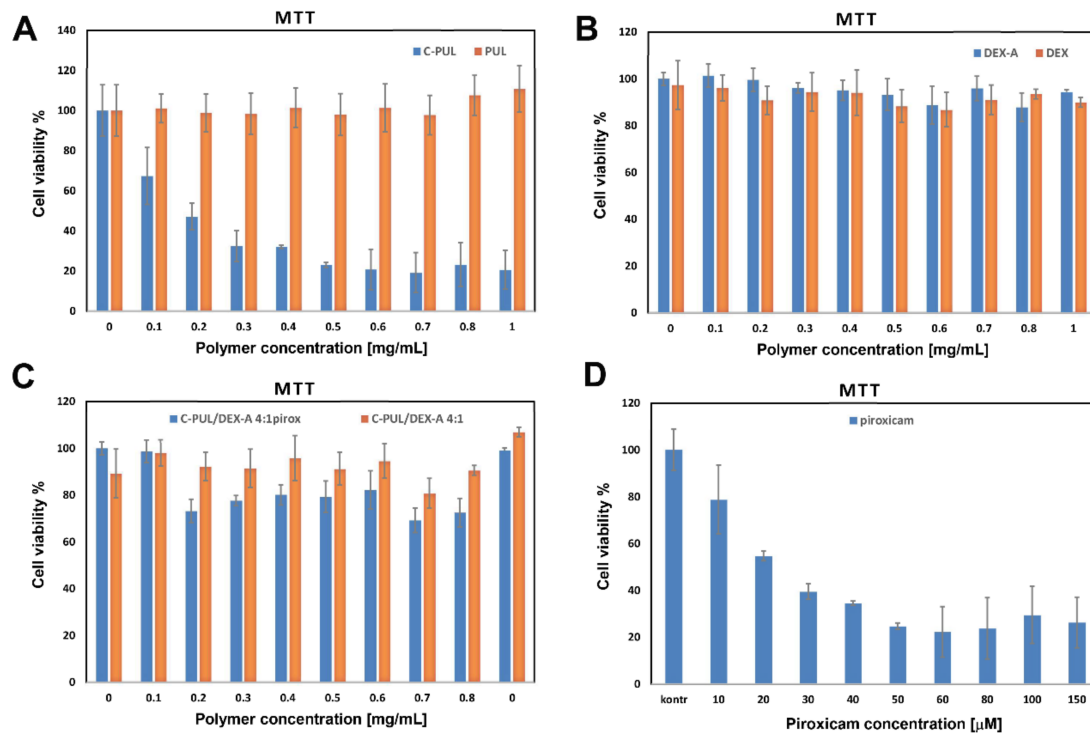 A
MTT
C-PUL PUL
140
120
100
80
60
40
20
0
Cell viability %
0 0.1 0.2 0.3 0.4 0.5 0.6 0.7 0.8 1
Polymer concentration [mg/mL]
B
MTT
DEX-A DEX
120
100
80
60
40
20
0
Cell viability %
0 0.1 0.2 0.3 0.4 0.5 0.6 0.7 0.8 1
Polymer concentration [mg/mL]
C
MTT
C-PUL/DEX-A 4:1pirox C-PUL/DEX-A 4:1
120
100
80
60
40
20
0
Cell viability %
0 0.1 0.2 0.3 0.4 0.5 0.6 0.7 0.8 0
Polymer concentration [mg/mL]
D
MTT
piroxicam
120
100
80
60
40
20
0
Cell viability %
kontr 10 20 30 40 50 60 80 100 150
Piroxicam concentration [µM]